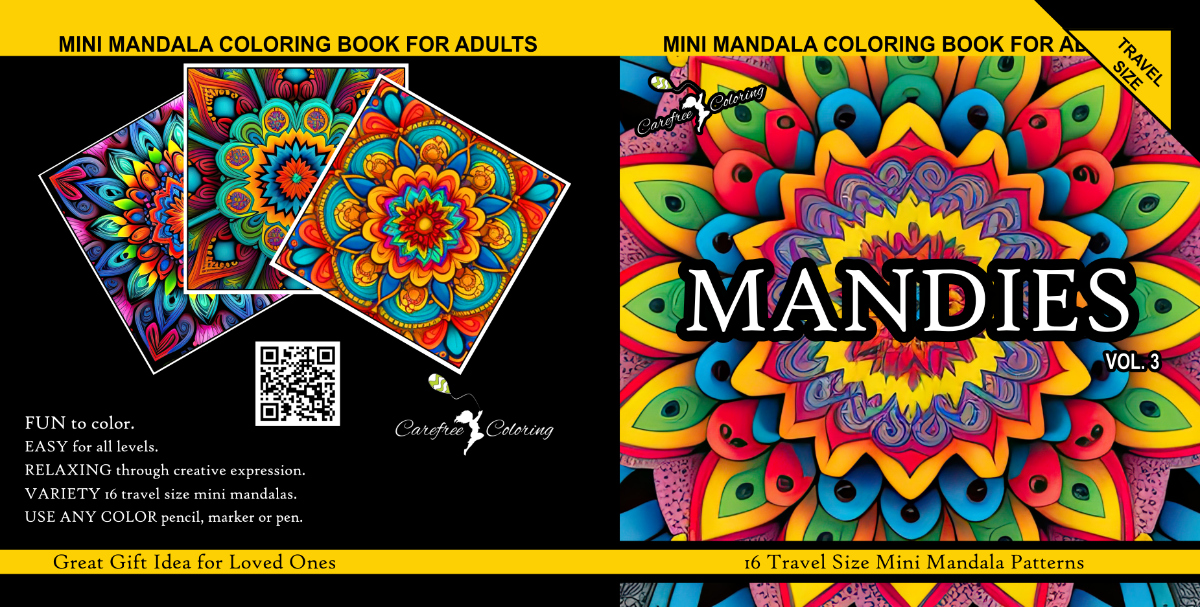 MINI MANDALA COLORING BOOK FOR ADULTS
Carefree Coloring
FUN to color.
EASY for all levels.
RELAXING through creative expression.
VARIETY 16 travel size mini mandalas.
USE ANY COLOR pencil, marker or pen.
Great Gift Idea for Loved Ones
MINI MANDALA COLORING BOOK FOR AD
TRAVEL
SIZE
Carefree Coloring
MANDIES
VOL. 3
16 Travel Size Mini Mandala Patterns